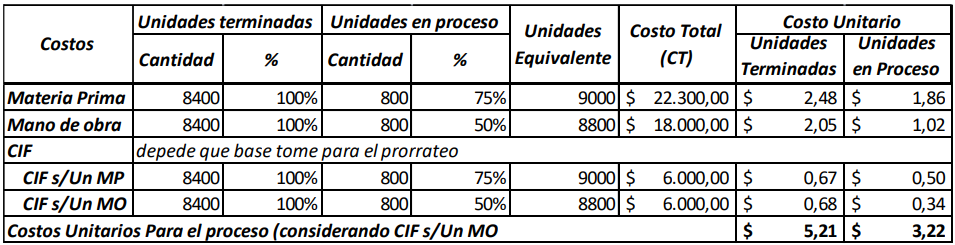 Costos Unidades terminadas Unidades en proceso Unidades Equivalente Costo Total (CT) Costo Unitario
Cantidad % Cantidad % Unidades Terminadas Unidades en Proceso
Materia Prima 8400 100% 800 75% 9000 $ 22.300,00 $ 2,48 $ 1,86
Mano de obra 8400 100% 800 50% 8800 $ 18.000,00 $ 2,05 $ 1,02
CIF depede que base tome para el prorrateo
CIF s/Un MP 8400 100% 800 75% 9000 $ 6.000,00 $ 0,67 $ 0,50
CIF s/Un MO 8400 100% 800 50% 8800 $ 6.000,00 $ 0,68 $ 0,34
Costos Unitarios Para el proceso (considerando CIF s/Un MO $ 5,21 $ 3,22